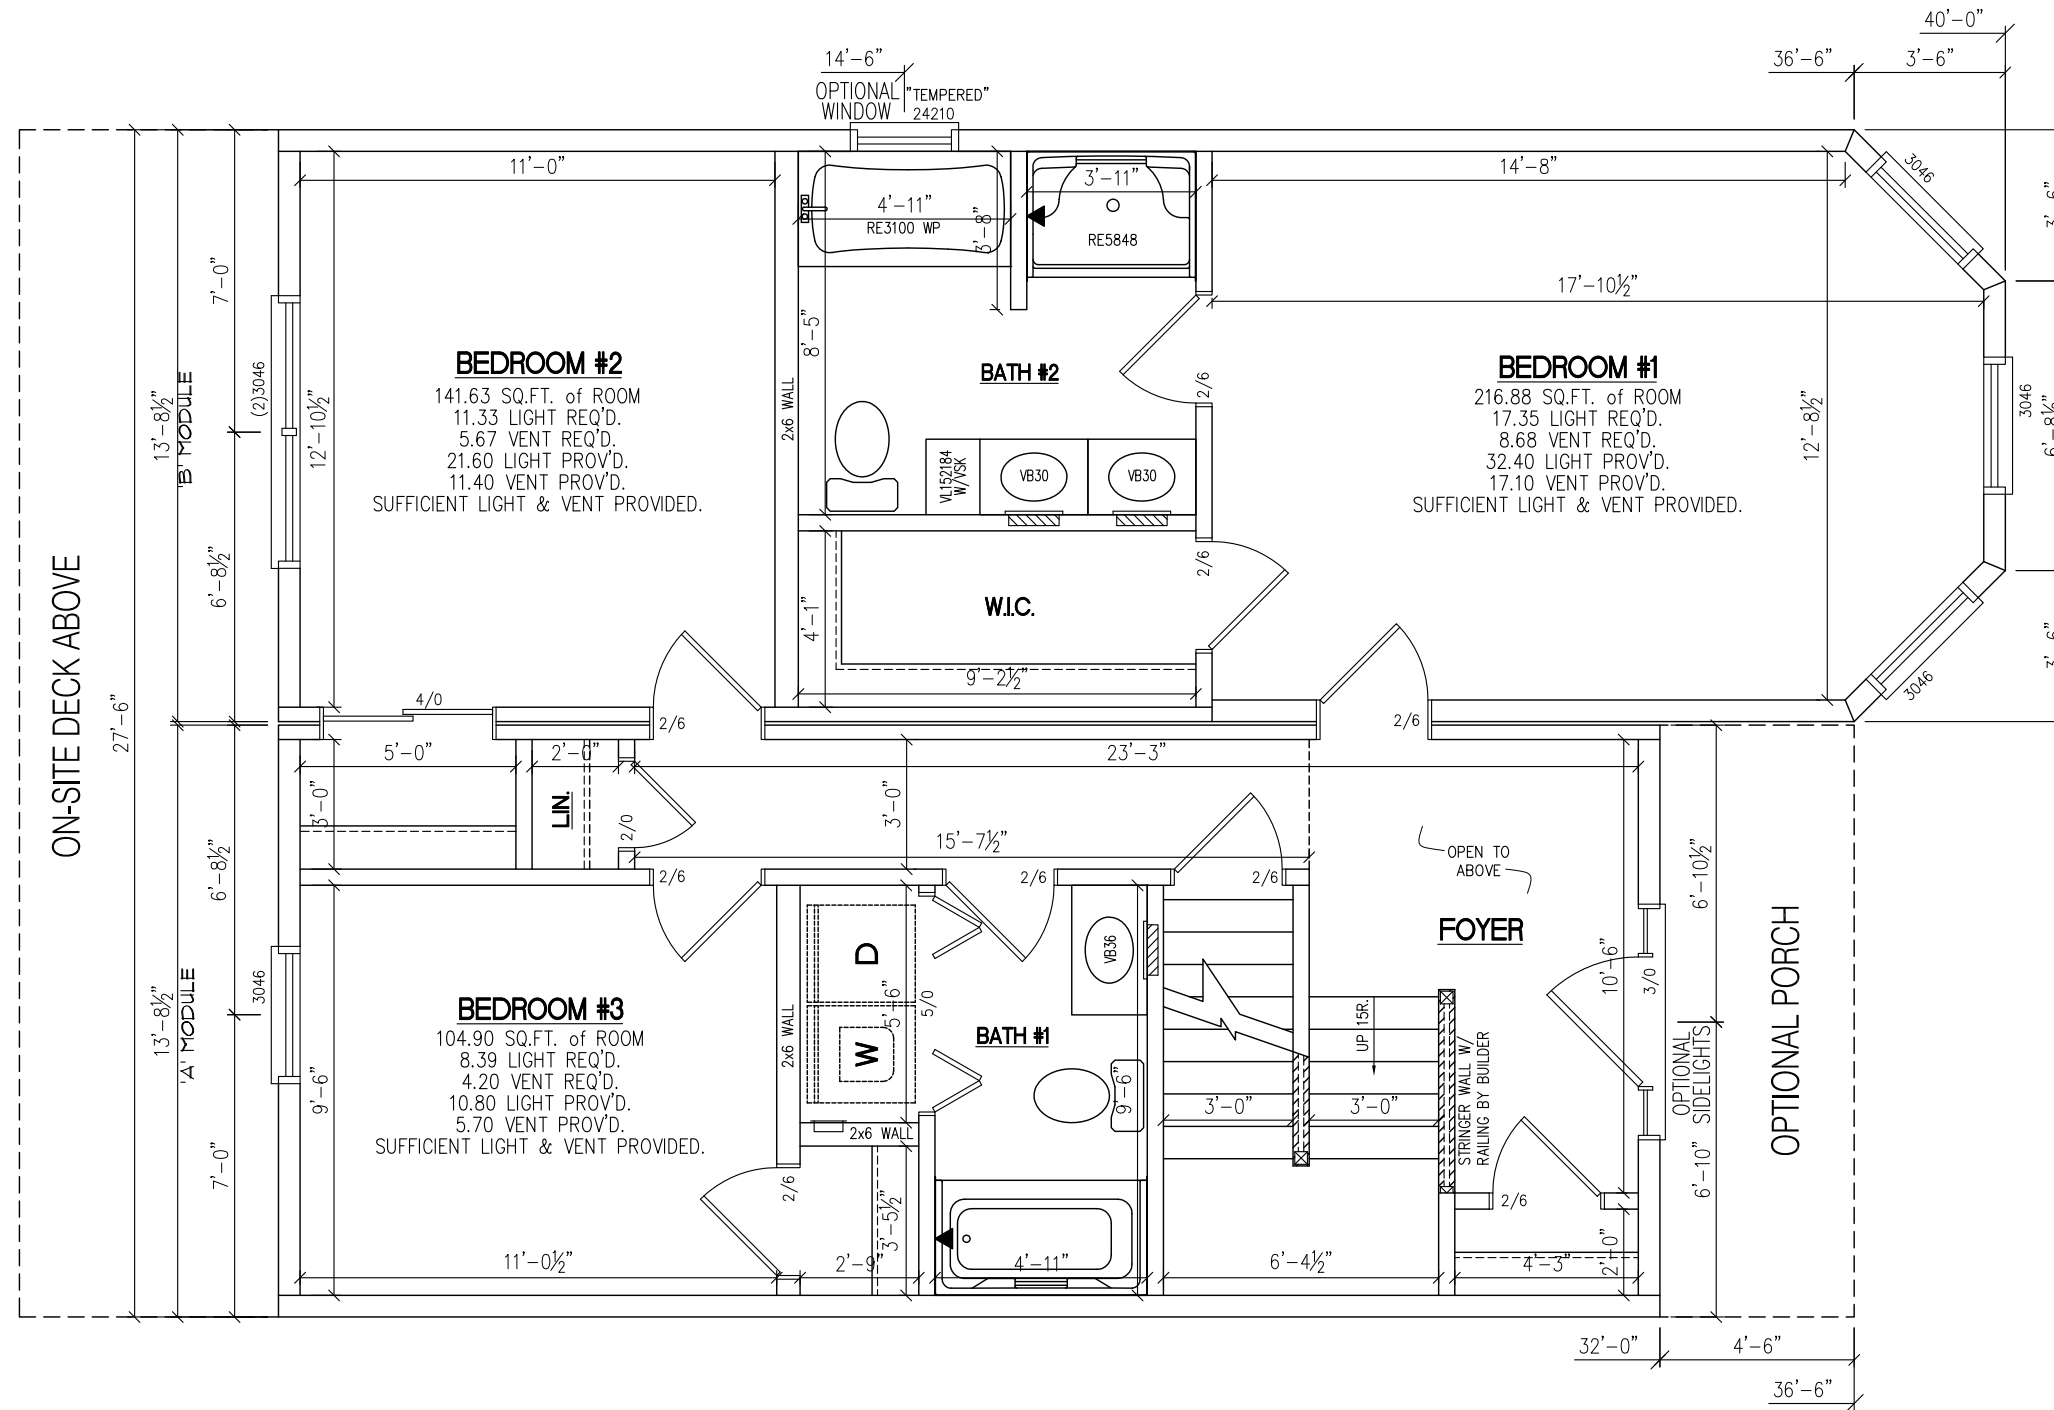 40'-0"
14'-6"
36'-6"
3'-6"
OPTIONAL
WINDOW
"TEMPERED"
24210
11'-0"
4'-11"
RE3100 WP
3'-8"
3'-11"
RE5848
14'-8"
3046
3'-6"
17'-10½"
7'-0"
(2)3046
'B' MODULE
13'-8½"
12'-10½"
8'-5"
2x6 WALL
BEDROOM #2
141.63 SQ.FT. of ROOM
11.33 LIGHT REQ'D.
5.67 VENT REQ'D.
21.60 LIGHT PROV'D.
11.40 VENT PROV'D.
SUFFICIENT LIGHT & VENT PROVIDED.
BATH #2
2/6
VL152184
W/VSK
VB30
VB30
BEDROOM #1
216.88 SQ.FT. of ROOM
17.35 LIGHT REQ'D.
8.68 VENT REQ'D.
32.40 LIGHT PROV'D.
17.10 VENT PROV'D.
SUFFICIENT LIGHT & VENT PROVIDED.
12'-8½"
3046
6'-8½"
ON-SITE DECK ABOVE
27'-6"
6'-8½"
4'-1"
W.I.C.
9'-2½"
2/6
3'-6"
3046
4/0
2/6
2/6
5'-0"
2'-0"
23'-3"
3'-0"
LIN.
2/0
3'-0"
15'-7½"
OPEN TO
ABOVE
6'-8½"
6'-10½"
2/6
2/6
2/6
FOYER
10'-6"
3/0
OPTIONAL PORCH
'A' MODULE
13'-8½"
3046
BEDROOM #3
104.90 SQ.FT. of ROOM
8.39 LIGHT REQ'D.
4.20 VENT REQ'D.
10.80 LIGHT PROV'D.
5.70 VENT PROV'D.
SUFFICIENT LIGHT & VENT PROVIDED.
9'-6"
2x6 WALL
D
W
5'-6"
5/0
BATH #1
VB36
9'-6"
UP 15R.
3'-0"
3'-0"
STRINGER WALL W/
RAILING BY BUILDER
OPTIONAL
SIDELIGHTS
6'-10"
2x6 WALL
7'-0"
2/6
2/6
3'-5½"
11'-0½"
2'-9"
4'-11"
6'-4½"
4'-3"
2'-0"
32'-0"
4'-6"
36'-6"